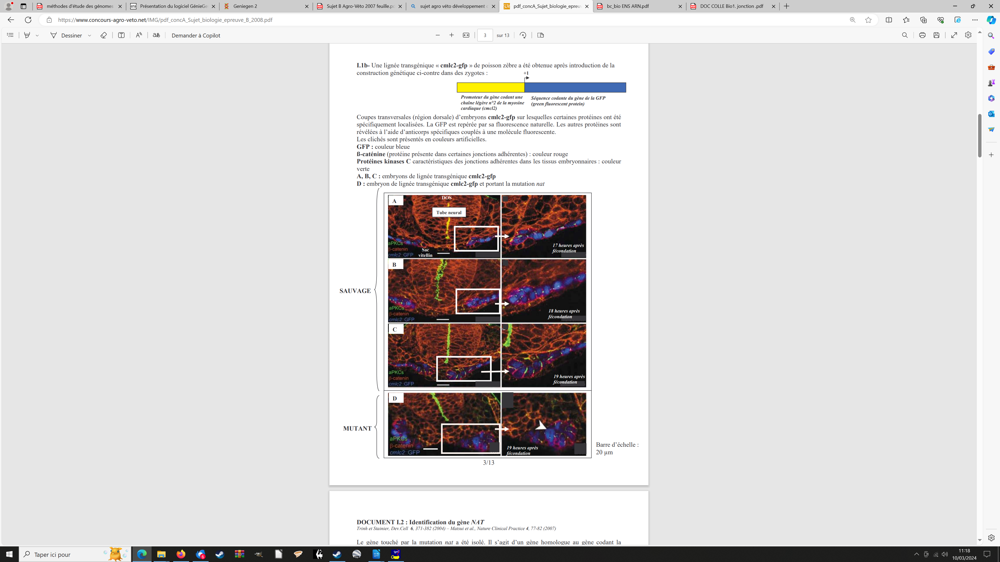 méthodes d'étude des génomes
Présentation du logiciel GénieGe
Geniegen 2
Sujet B Agro-Véto 2007 feuille.pd
sujet agro véto développement c
pdf_concA_Sujet_biologie_epreuv
bc_bio ENS ARN.pdf
DOC COLLE Bio1. jonction .pdf
https://www.concours-agro-veto.net/IMG/pdf_concA_Sujet_biologie_epreuve_B_2008.pdf
Dessiner
Demander à Copilot
3
sur 13
I.1b- Une lignée transgénique « cmlc2-gfp » de poisson zèbre a été obtenue après introduction de la
construction génétique ci-contre dans des zygotes :
+1
Promoteur du gène codant une
chaîne légère n°2 de la myosine
cardiaque (cmcl2)
Séquence codante du gène de la GFP
(green fluorescent protein)
Coupes transversales (région dorsale) d'embryons cmlc2-gfp sur lesquelles certaines protéines ont été
spécifiquement localisées. La GFP est repérée par sa fluorescence naturelle. Les autres protéines sont
révélées à l'aide d'anticorps spécifiques couplés à une molécule fluorescente.
Les clichés sont présentés en couleurs artificielles.
GFP : couleur bleue
ß-caténine (protéine présente dans certaines jonctions adhérentes) : couleur rouge
Protéines kinases C caractéristiques des jonctions adhérentes dans les tissus embryonnaires : couleur
verte
A, B, C : embryons de lignée transgénique cmlc2-gfp
D : embryon de lignée transgénique cmlc2-gfp et portant la mutation nat
SAUVAGE
A
DOS
Tube neural
aPKCs
β-catenin
cmlc2::GFP
Sac
vitellin
17 heures après
fécondation
B
aPKCs
β-catenin
cmlc2::GFP
18 heures après
fécondation
C
aPKCs
β-catenin
cmlc2::GFP
19 heures après
fécondation
MUTANT
D
aPKCs
β-catenin
cmlc2::GFP
19 heures après
fécondation
Barre d'échelle :
20 µm
3/13
DOCUMENT I.2 : Identification du gène NAT
Trinh et Stainier, Dev.Cell 6, 371-382 (2004) – Matsui et al., Nature Clinical Practice 4, 77-82 (2007)
Le gène touché par la mutation nat a été isolé. Il s'agit d'un gène homologue au gène codant la
Taper ici pour
6
11:18
10/03/2024